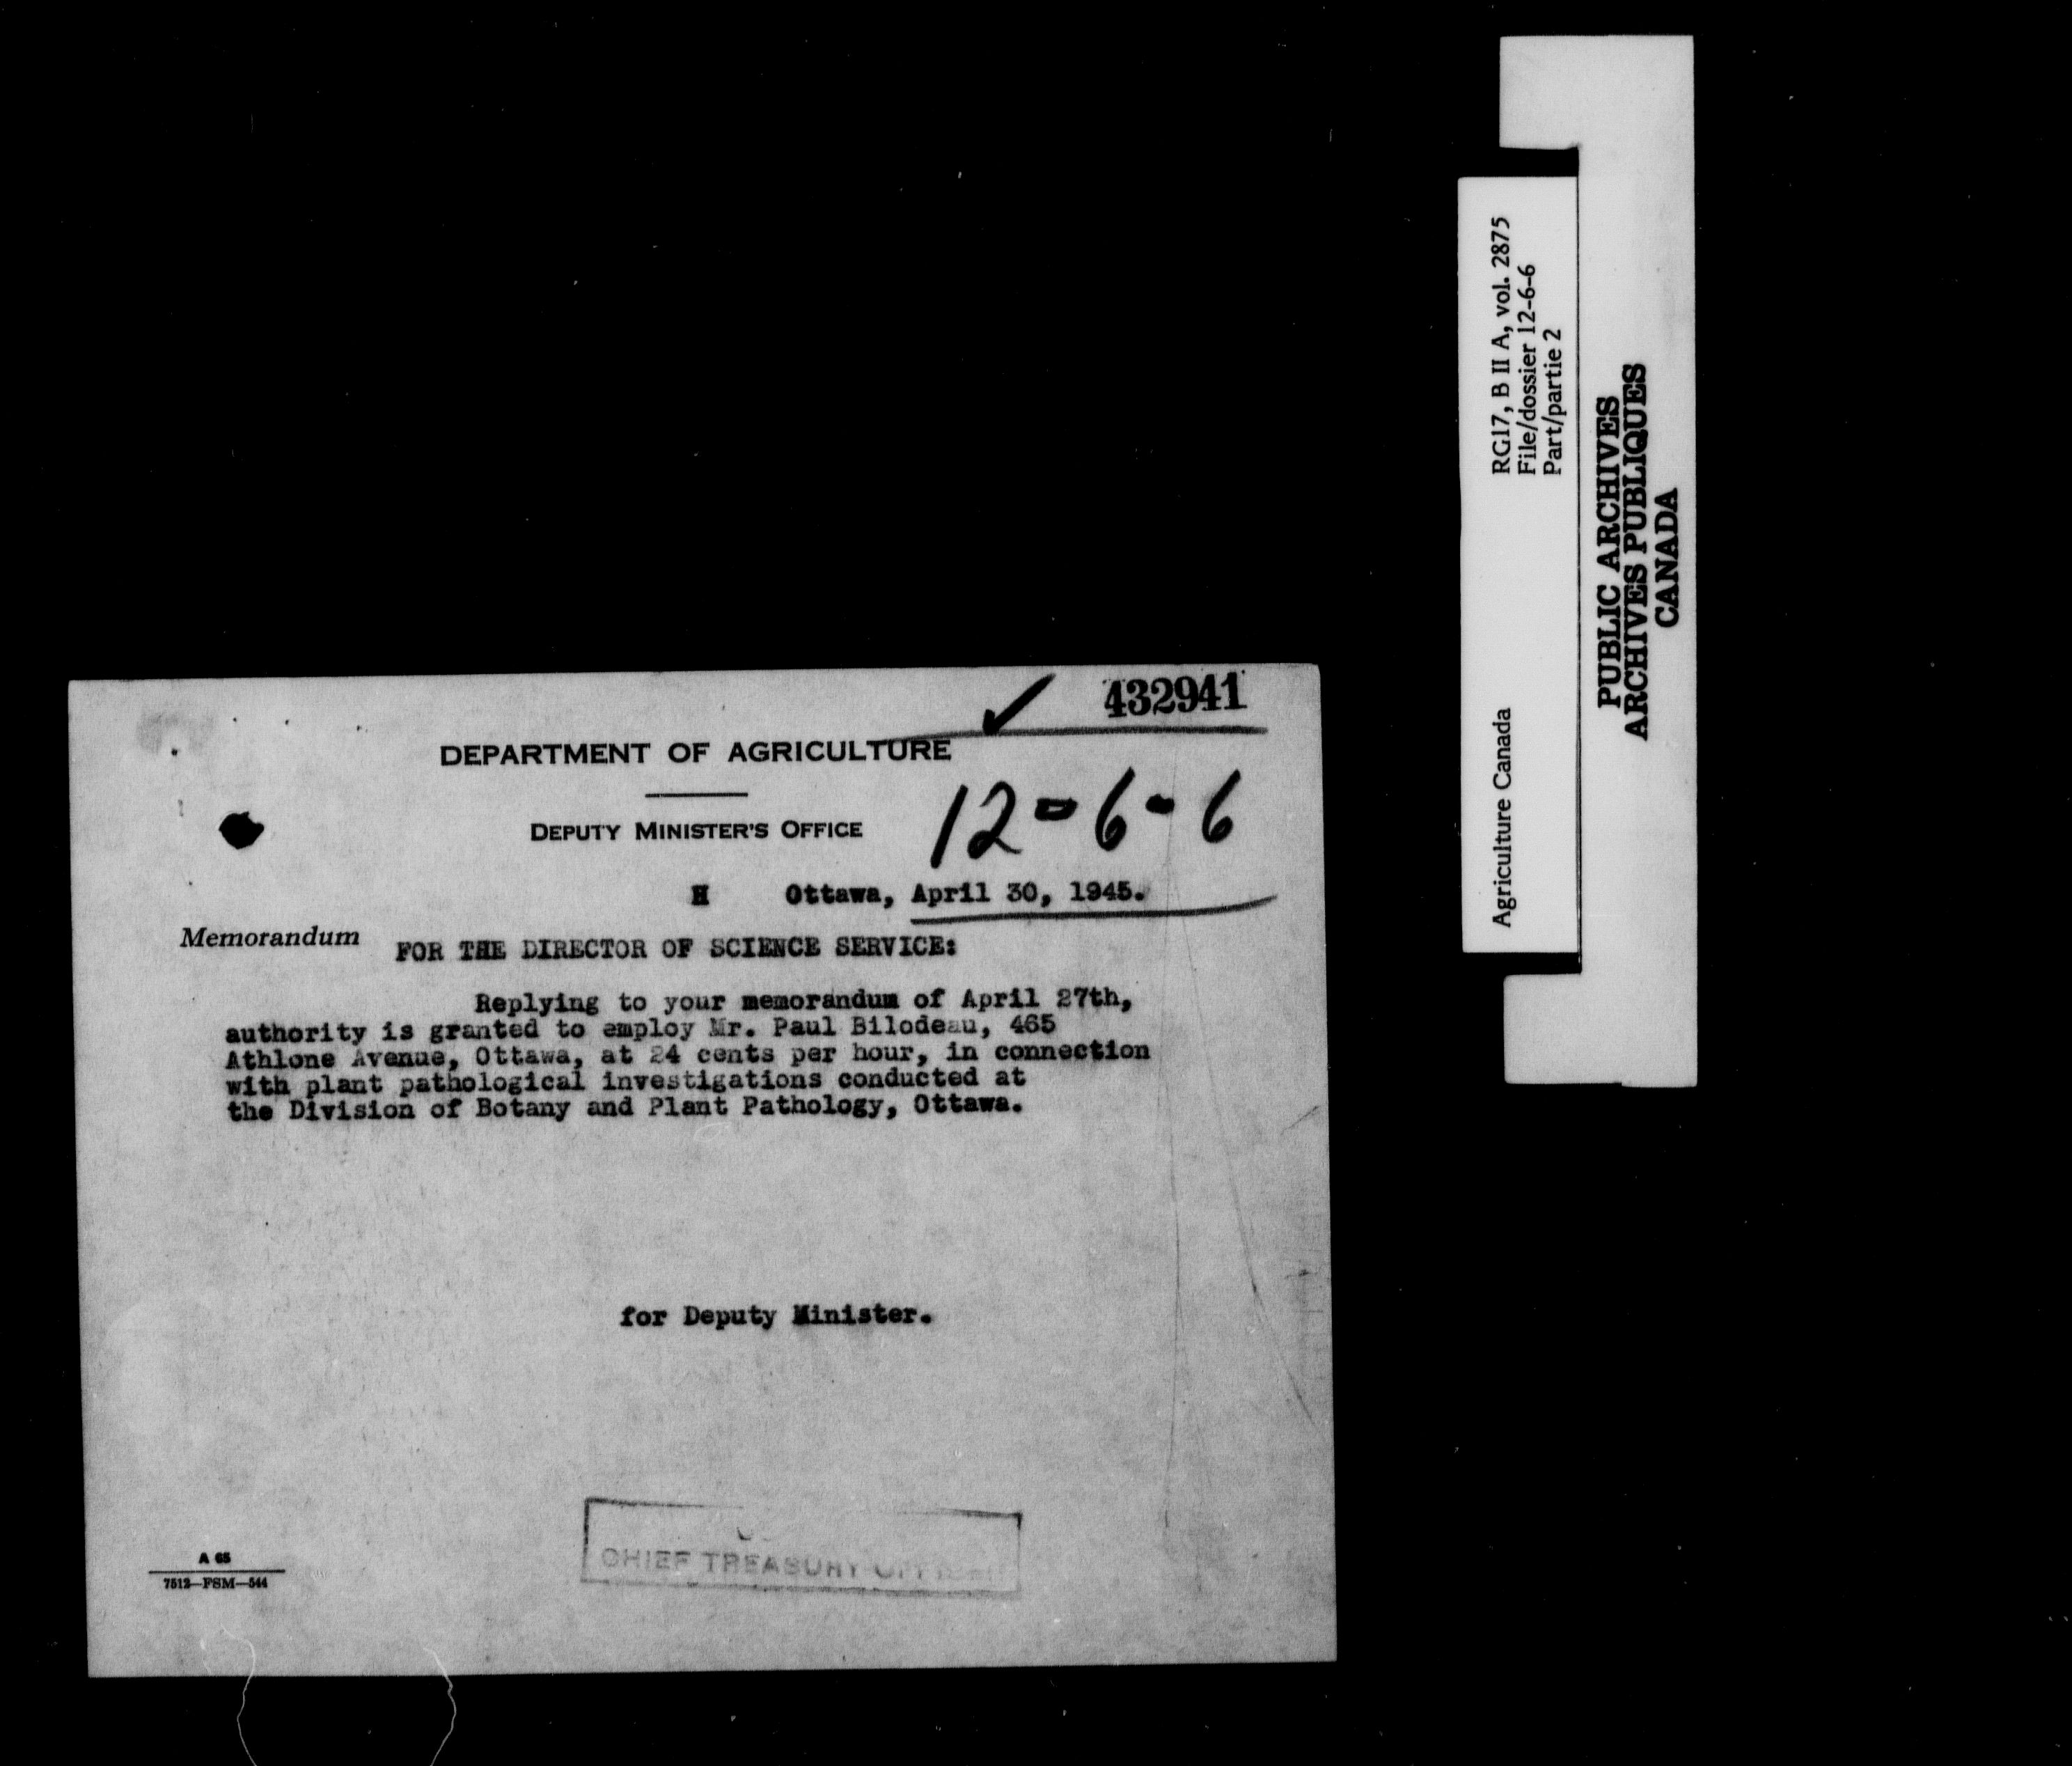 432941
DEPARTMENT OF AGRICULTURE
DEPUTY MINISTER'S OFFICE
12-6-6
H Ottawa, April 30, 1945.
Memorandum FOR THE DIRECTOR OF SCIENCE SERVICE:
Replying to your memorandum of April 27th,
authority is granted to employ Mr. Paul Bilodeau, 465
Athlone Avenue, Ottawa, at 24 cents per hour, in connection
with plant pathological investigations conducted at
the Division of Botany and Plant Pathology, Ottawa.
for Deputy Minister.
CHIEF TREASURY OFFICER
A 65
7512—FSM—544
Agriculture Canada
RG17, B II A, vol. 2875
File/dossier 12-6-6
Part/partie 2
PUBLIC ARCHIVES
ARCHIVES PUBLIQUES
CANADA